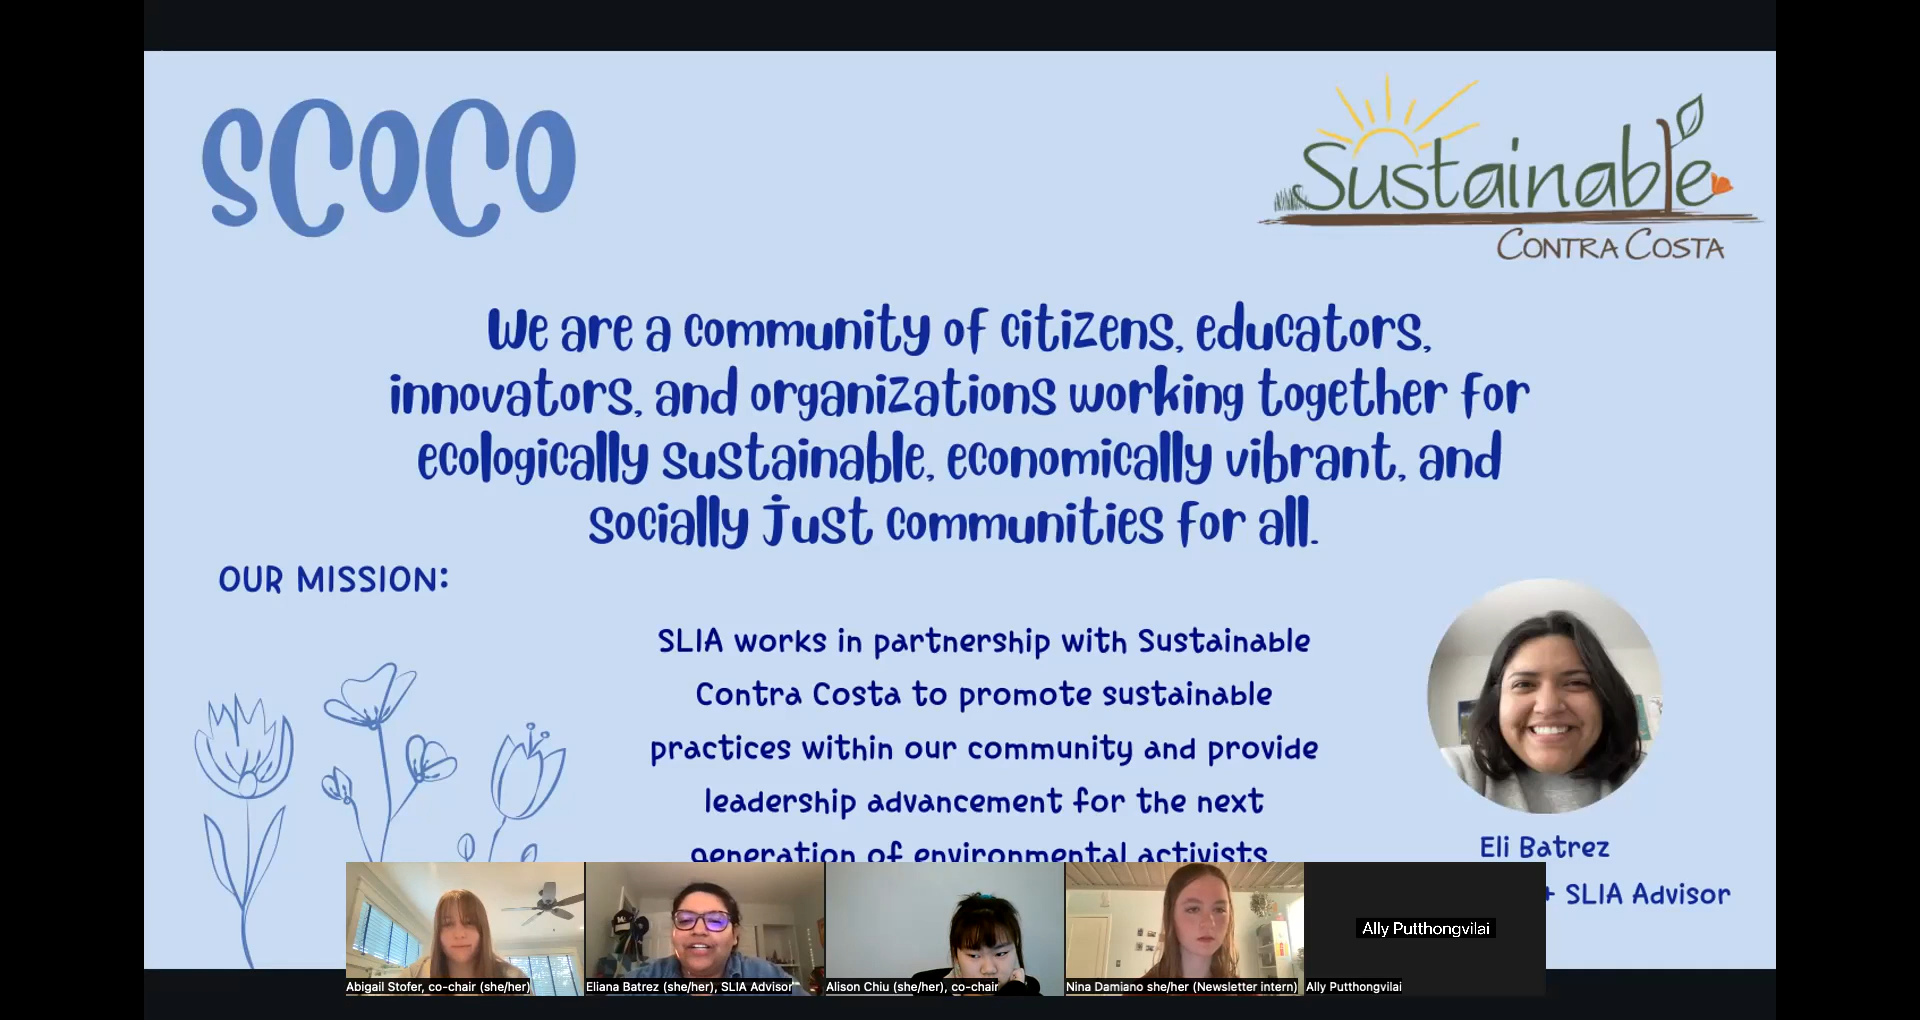 SCOCO
Sustainable
CONTRA COSTA
We are a community of citizens, educators,
innovators, and organizations working together for
ecologically sustainable, economically vibrant, and
socially just communities for all.
OUR MISSION:
SLIA works in partnership with Sustainable
Contra Costa to promote sustainable
practices within our community and provide
leadership advancement for the next
generation of environmental activists.
Eli Batrez
+ SLIA Advisor
Ally Putthongvilai
Abigail Stofer, co-chair (she/her)
Eliana Batrez (she/her), SLIA Advisor
Alison Chiu (she/her), co-chair
Nina Damiano she/her (Newsletter intern)
Ally Putthongvilai